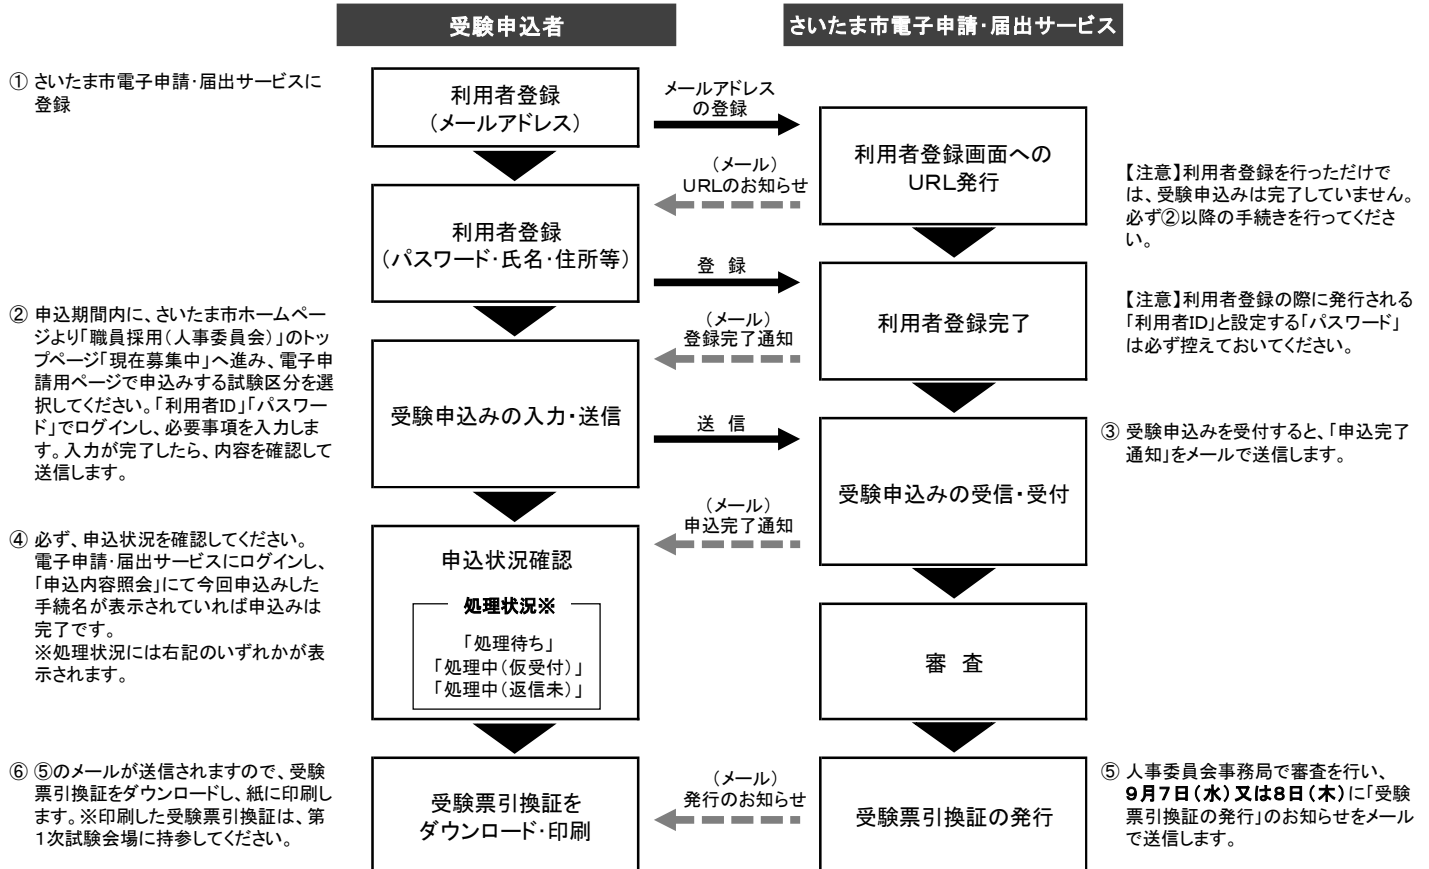 受験申込者
さいたま市電子申請・届出サービス
① さいたま市電子申請・届出サービスに
登録
利用者登録
（メールアドレス）
メールアドレス
の登録
利用者登録画面への
ＵＲＬ発行
（メール）
ＵＲＬのお知らせ
【注意】利用者登録を行っただけで
は、受験申込みは完了していません。
必ず②以降の手続きを行ってくださ
い。
利用者登録
（パスワード・氏名・住所等）
登 録
利用者登録完了
【注意】利用者登録の際に発行される
「利用者ID」と設定する「パスワード」
は必ず控えておいてください。
（メール）
登録完了通知
② 申込期間内に、さいたま市ホームペー
ジより「職員採用（人事委員会）」のトッ
プページ「現在募集中」へ進み、電子申
請用ページで申込みする試験区分を選
択してください。「利用者ID」「パスワー
ド」でログインし、必要事項を入力しま
す。入力が完了したら、内容を確認して
送信します。
受験申込みの入力・送信
送 信
受験申込みの受信・受付
③ 受験申込みを受付すると、「申込完了
通知」をメールで送信します。
（メール）
申込完了通知
④ 必ず、申込状況を確認してください。
電子申請・届出サービスにログインし、
「申込内容照会」にて今回申込みした
手続名が表示されていれば申込みは
完了です。
※処理状況には右記のいずれかが表
示されます。
申込状況確認
処理状況※
「処理待ち」
「処理中（仮受付）」
「処理中（返信未）」
審 査
⑥ ⑤のメールが送信されますので、受験
票引換証をダウンロードし、紙に印刷し
ます。※印刷した受験票引換証は、第
１次試験会場に持参してください。
受験票引換証を
ダウンロード・印刷
（メール）
発行のお知らせ
受験票引換証の発行
⑤ 人事委員会事務局で審査を行い、
９月７日（水）又は８日（木）に「受験
票引換証の発行」のお知らせをメール
で送信します。